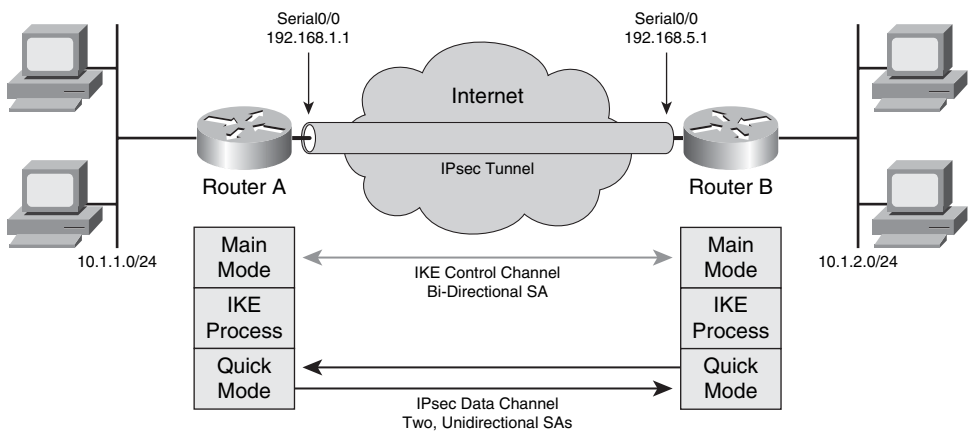 Serial0/0
192.168.1.1
Serial0/0
192.168.5.1
Internet
IPsec Tunnel
Router A
Router B
10.1.1.0/24
10.1.2.0/24
Main
Mode
IKE
Process
Quick
Mode
IKE Control Channel
Bi-Directional SA
IPsec Data Channel
Two, Unidirectional SAs
Main
Mode
IKE
Process
Quick
Mode